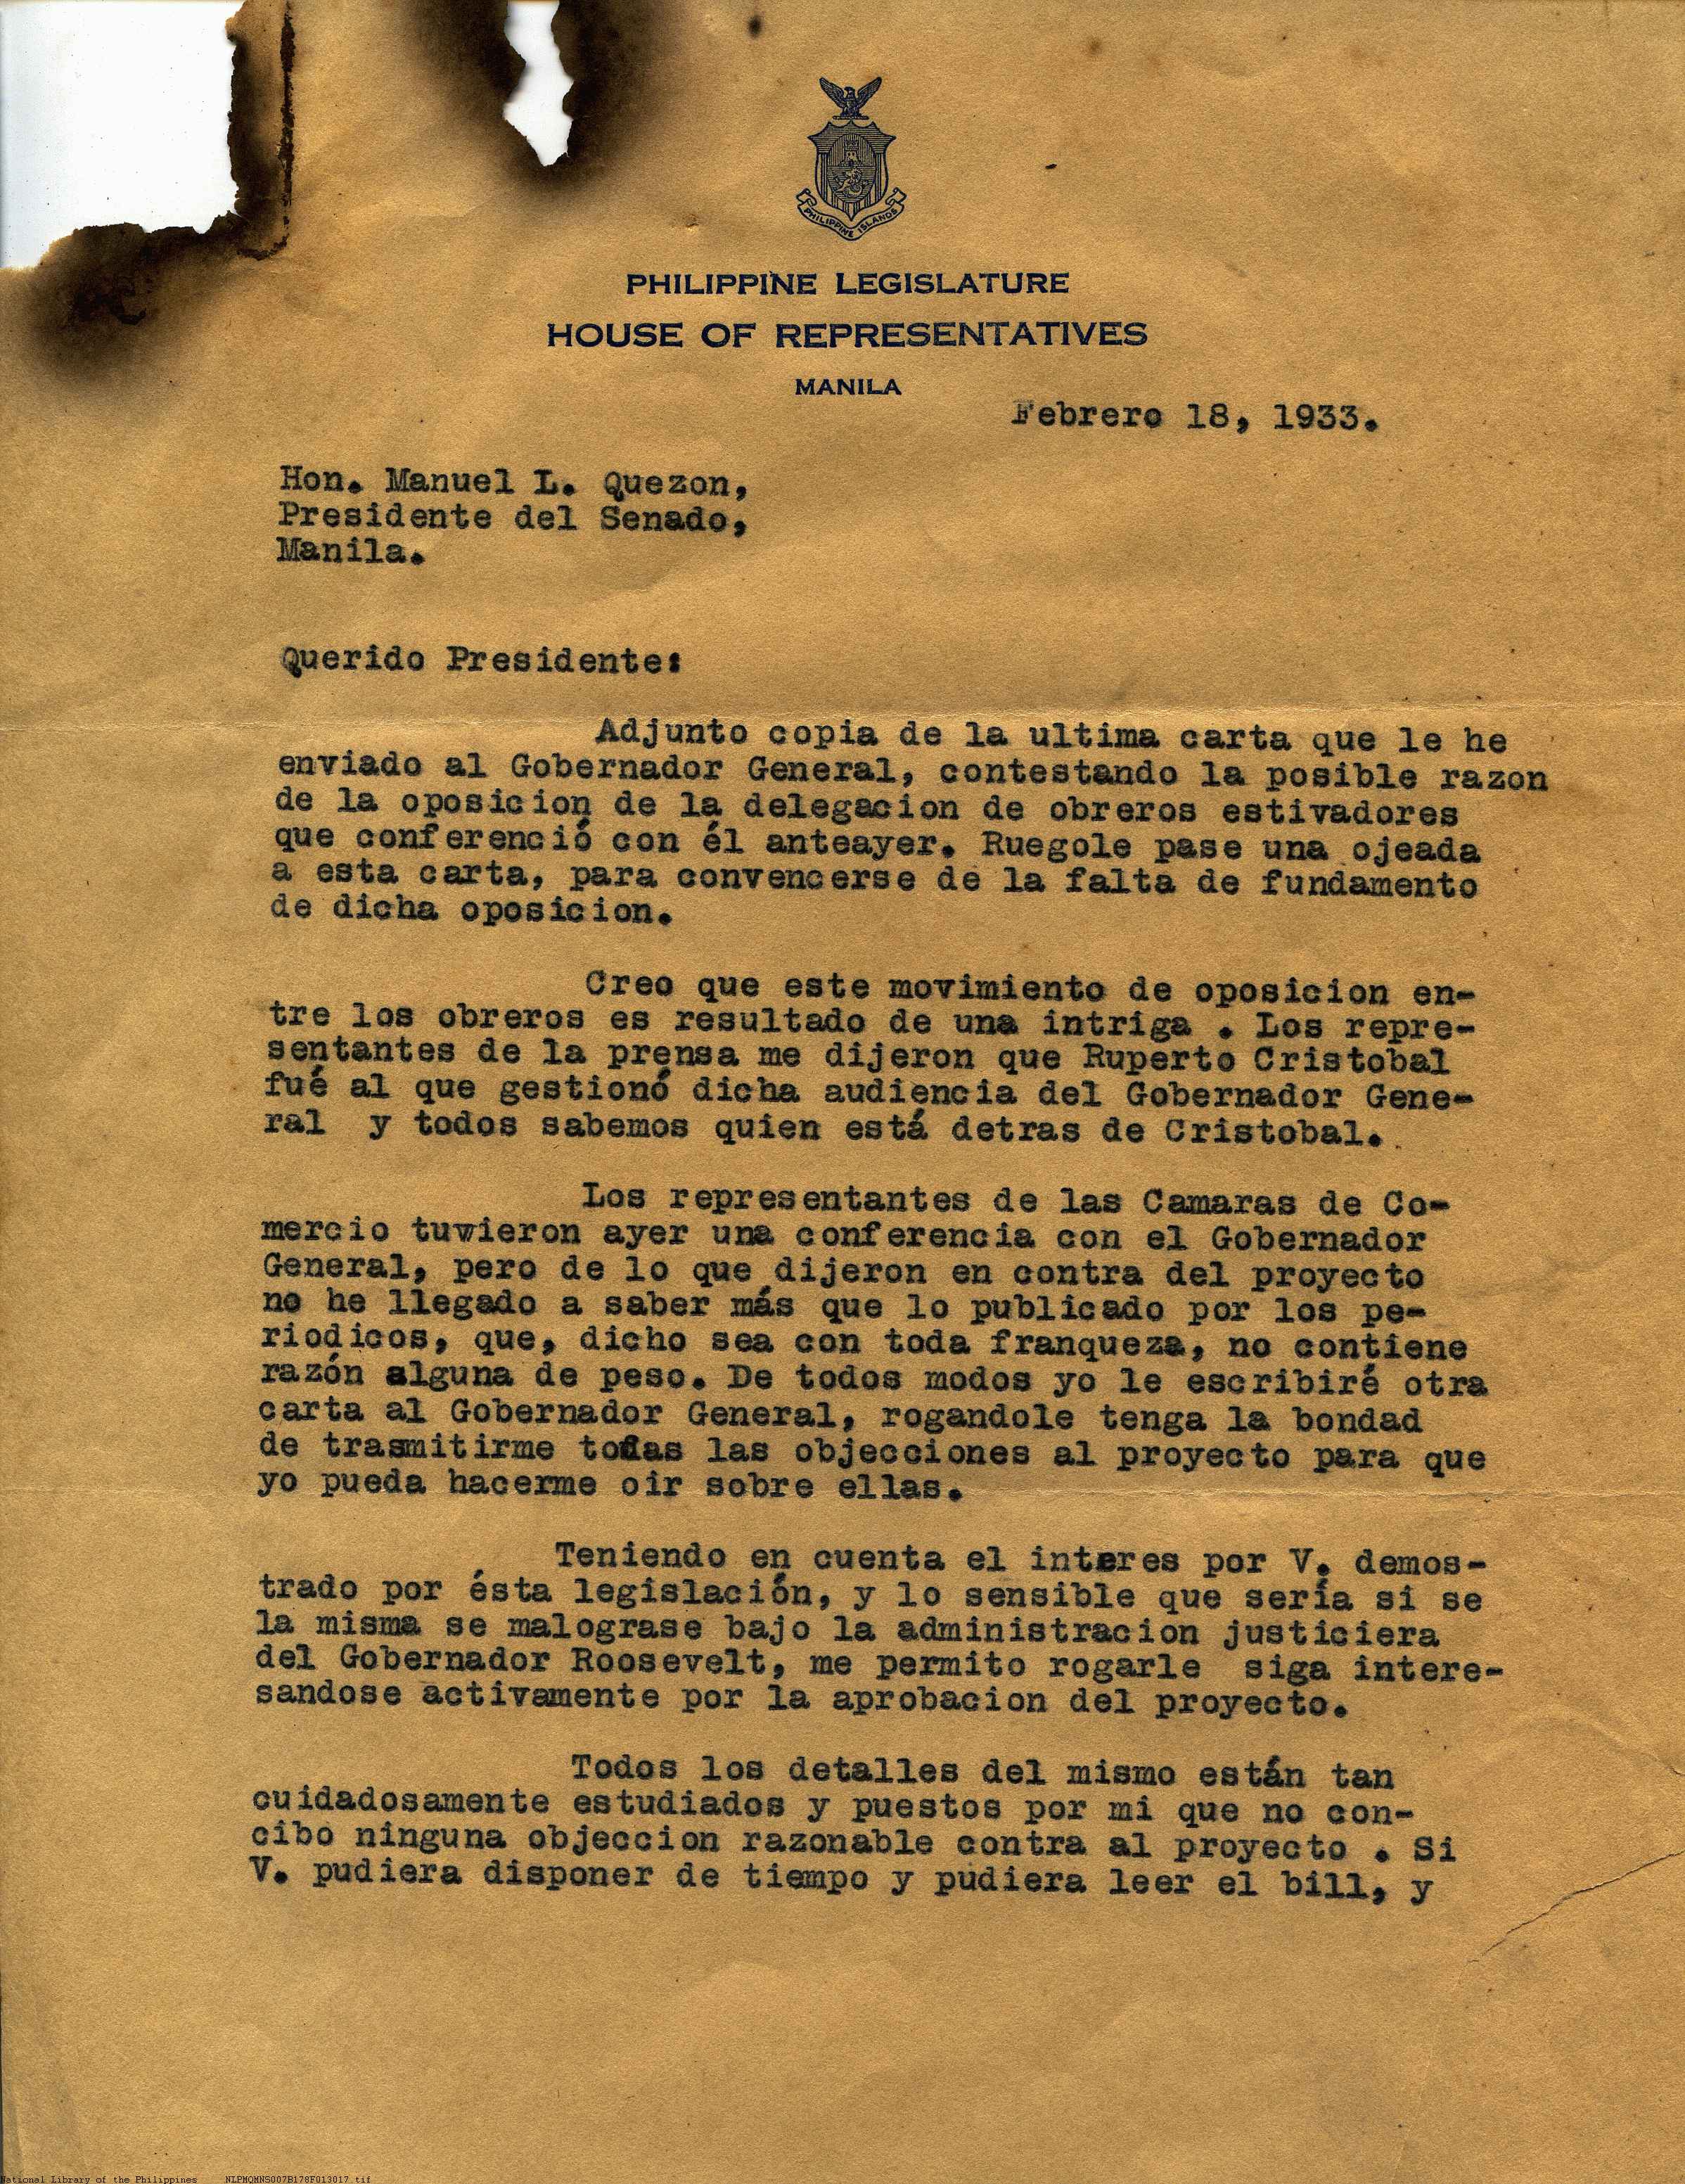 PHILIPPINE ISLANDS
PHILIPPINE LEGISLATURE
HOUSE OF REPRESENTATIVES
MANILA
Febrero 18, 1933.
Hon. Manuel L. Quezon,
Presidente del Senado,
Manila.
Querido Presidente:
Adjunto copia de la ultima carta que le he
enviado al Gobernador General, contestando la posible razon
de la oposicion de la delegacion de obreros estivadores
que conferenció con él anteayer. Ruegole pase una ojeada
a esta carta, para convencerse de la falta de fundamento
de dicha oposicion.
Creo que este movimiento de oposicion en-
tre los obreros es resultado de una intriga . Los repre-
sentantes de la prensa me dijeron que Ruperto Cristobal
fué al que gestionó dicha audiencia del Gobernador Gene-
ral  y todos sabemos quien está detras de Cristobal.
Los representantes de las Camaras de Co-
mercio tuvieron ayer una conferencia con el Gobernador
General, pero de lo que dijeron en contra del proyecto
no he llegado a saber más que lo publicado por los pe-
riodicos, que, dicho sea con toda franqueza, no contiene
razón alguna de peso. De todos modos yo le escribiré otra
carta al Gobernador General, rogandole tenga la bondad
de trasmitirme todas las objecciones al proyecto para que
yo pueda hacerme oir sobre ellas.
Teniendo en cuenta el interes por V. demos-
trado por ésta legislación, y lo sensible que sería si se
la misma se malograse bajo la administracion justiciera
del Gobernador Roosevelt, me permito rogarle  siga intere-
sandose activamente por la aprobacion del proyecto.
Todos los detalles del mismo están tan
cuidadosamente estudiados y puestos por mi que no con-
cibo ninguna objeccion razonable contra al proyecto . Si
V. pudiera disponer de tiempo y pudiera leer el bill, y
National Library of the Philippines NLPMQMNS007B178F013017.tif